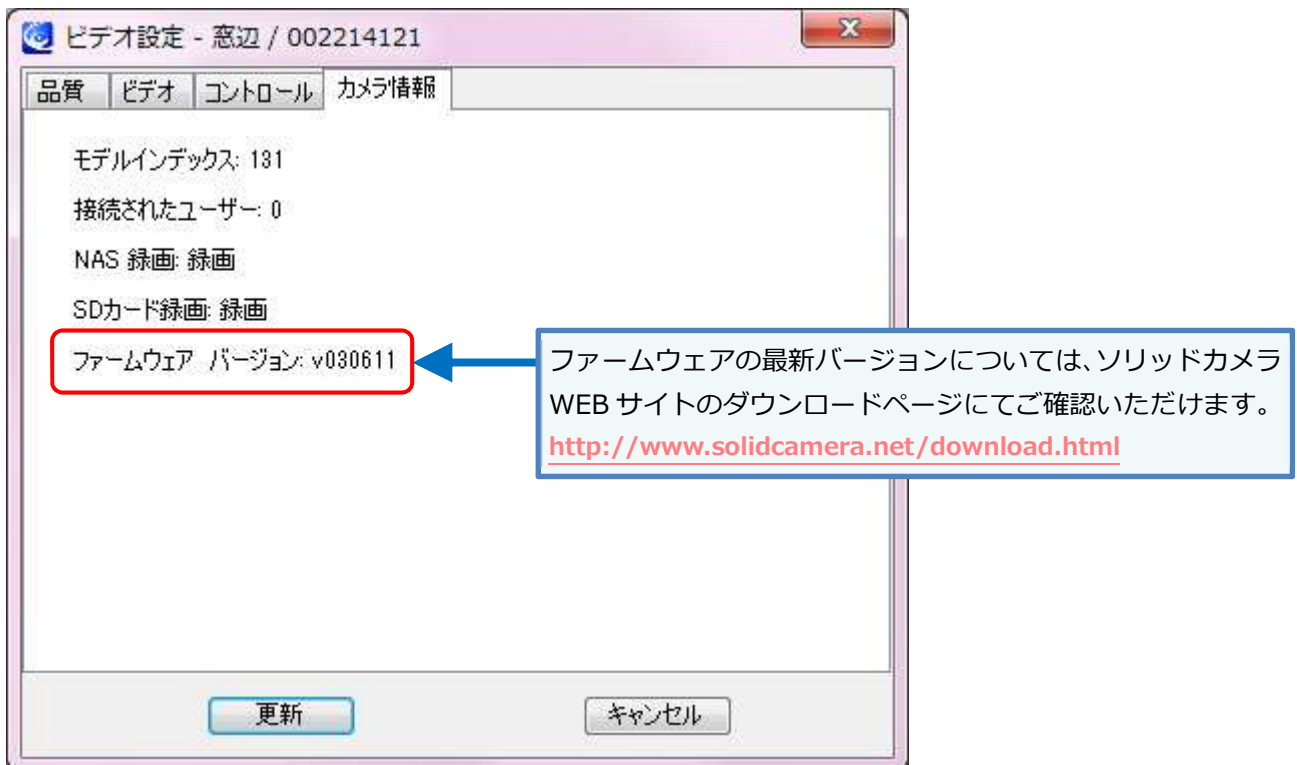 ビデオ設定 - 窓辺 / 002214121
品質 ビデオ コントロール カメラ情報
モデルインデックス: 131
接続されたユーザー: 0
NAS 録画: 録画
SDカード録画: 録画
ファームウェア バージョン: v030611
ファームウェアの最新バージョンについては、ソリッドカメラ
WEB サイトのダウンロードページにてご確認いただけます。
http://www.solidcamera.net/download.html
更新 キャンセル